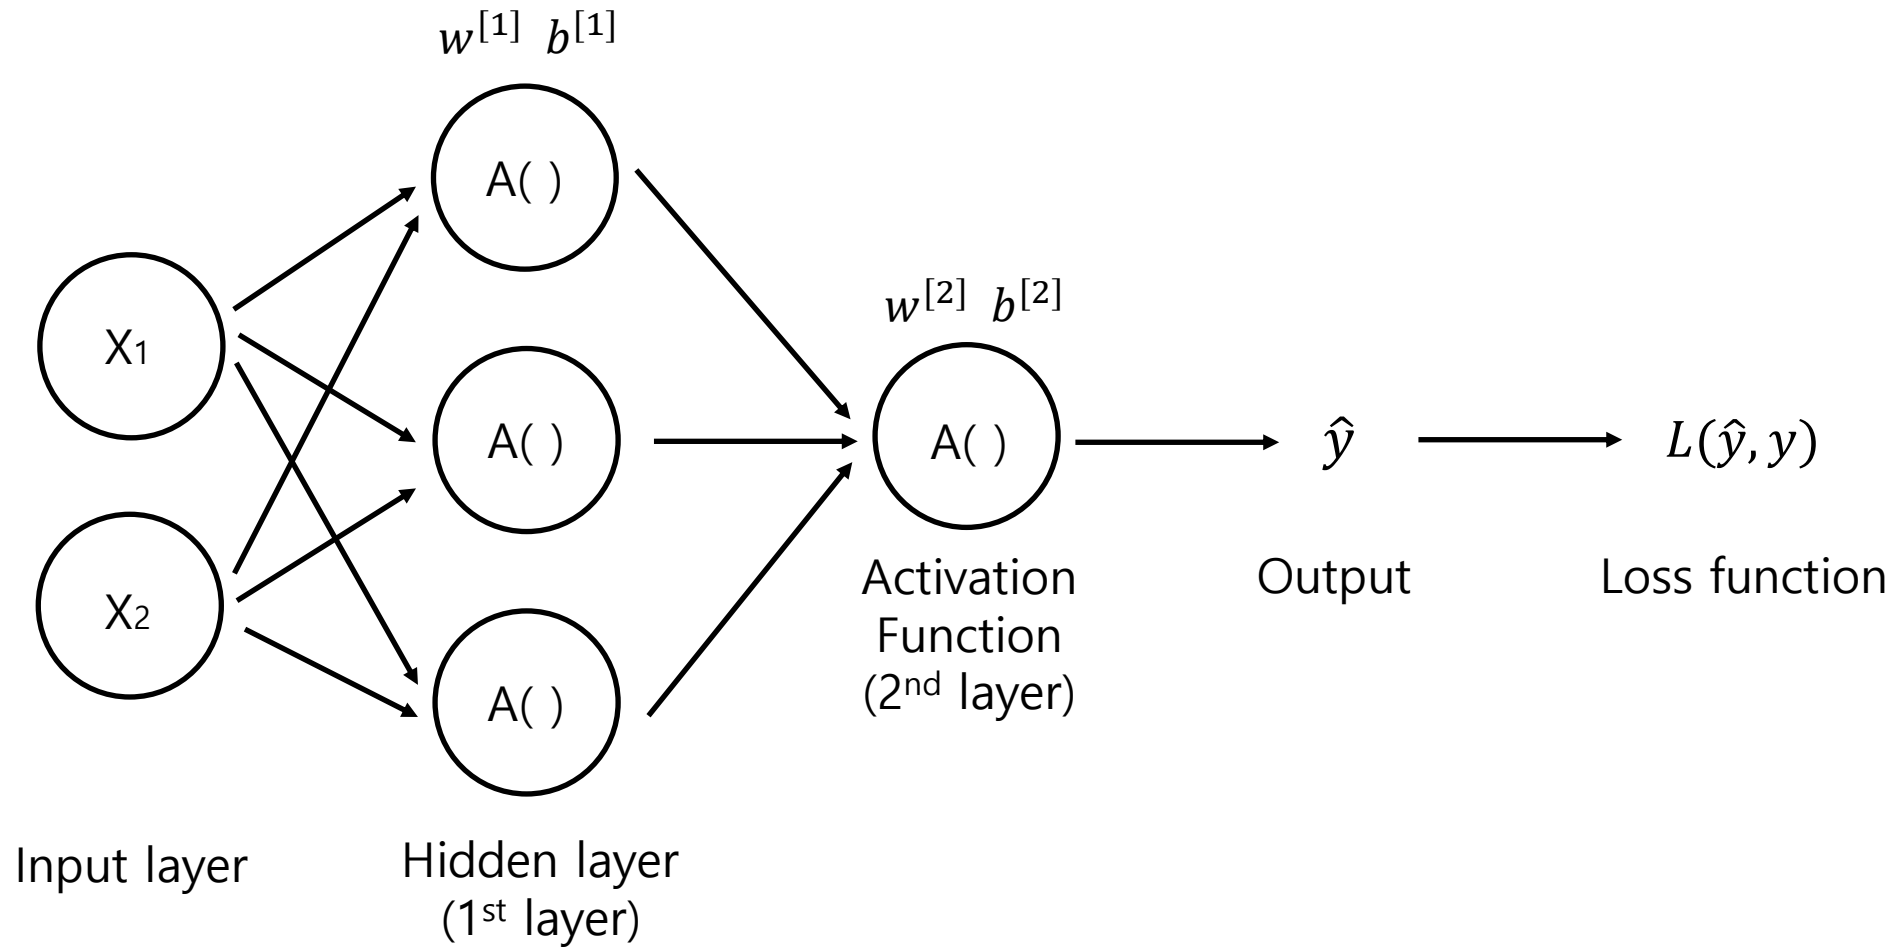 w^[1] b^[1]
A( )
X1
A( )
X2
A( )
w^[2] b^[2]
A( )
ŷ
L(ŷ, y)
Activation
Function
(2nd layer)
Output
Loss function
Input layer
Hidden layer
(1st layer)